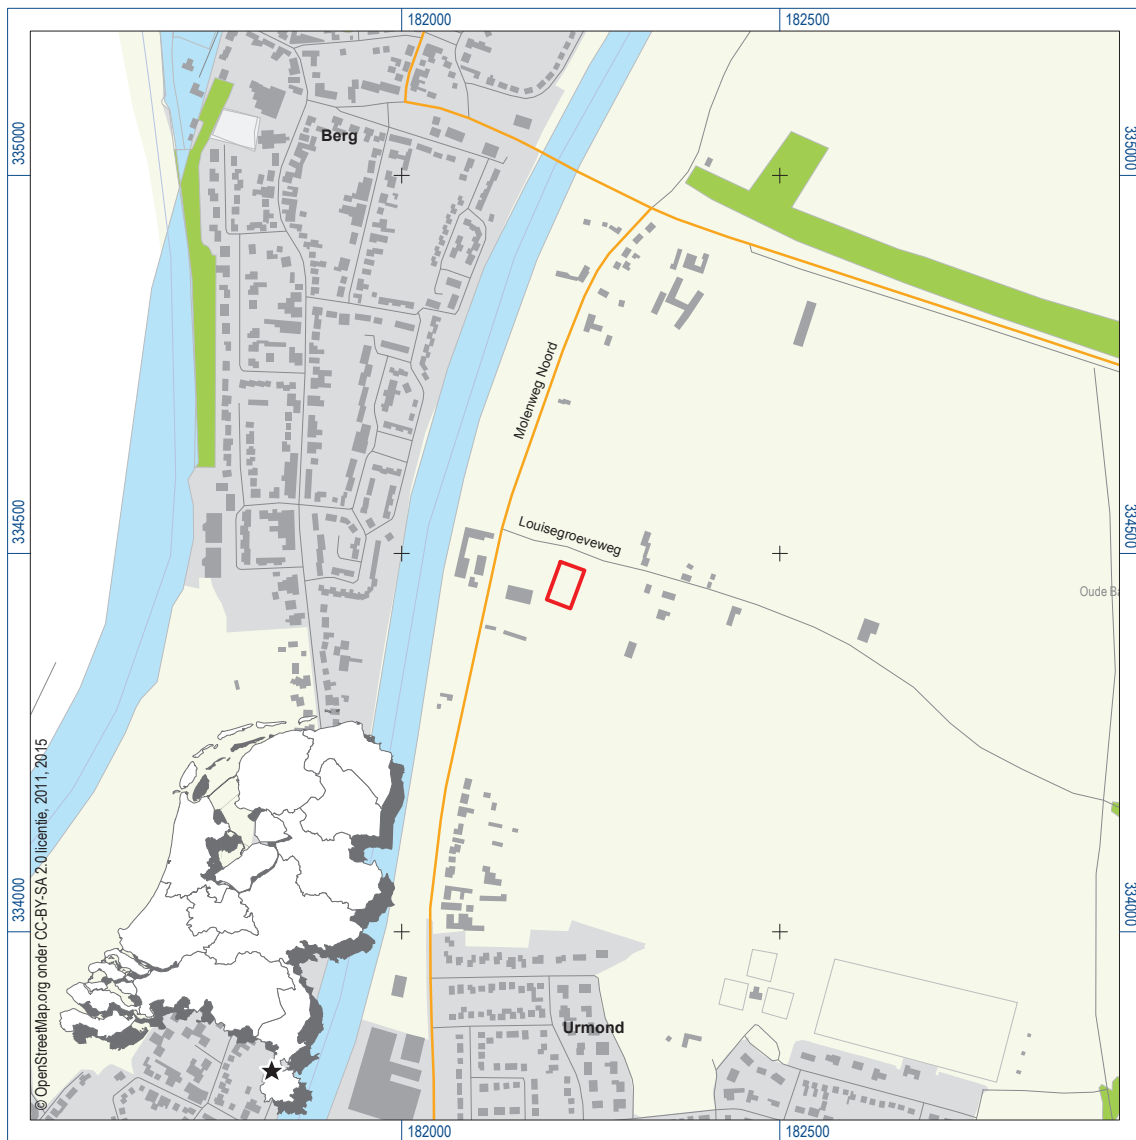 182000
182500
335000
335000
Berg
Molenweg Noord
334500
Louisegroeveweg
334500
Oude Ba
© OpenStreetMap.org onder CC-BY-SA 2.0 licentie, 2011, 2015
334000
334000
Urmond
182000
182500